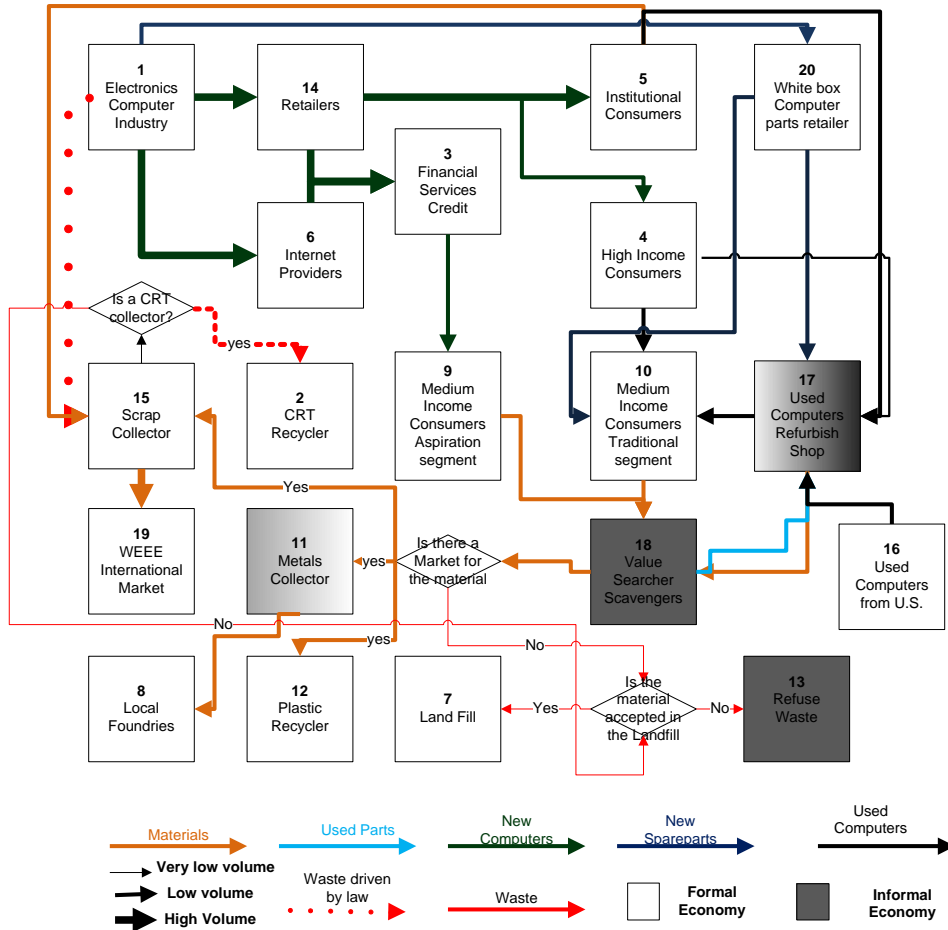 1
Electronics
Computer
Industry
14
Retailers
5
Institutional
Consumers
20
White box
Computer
parts retailer
3
Financial
Services
Credit
6
Internet
Providers
4
High Income
Consumers
Is a CRT
collector?
yes
15
Scrap
Collector
2
CRT
Recycler
9
Medium
Income
Consumers
Aspiration
segment
10
Medium
Income
Consumers
Traditional
segment
17
Used
Computers
Refurbish
Shop
Yes
19
WEEE
International
Market
11
Metals
Collector
yes
Is there a
Market for
the material
18
Value
Searcher
Scavengers
16
Used
Computers
from U.S.
No
yes
No
8
Local
Foundries
12
Plastic
Recycler
7
Land Fill
Yes
Is the
material
accepted in
the Landfill
No
13
Refuse
Waste
Materials
Used Parts
New
Computers
New
Spareparts
Used
Computers
Very low volume
Low volume
High Volume
Waste driven
by law
Waste
Formal
Economy
Informal
Economy